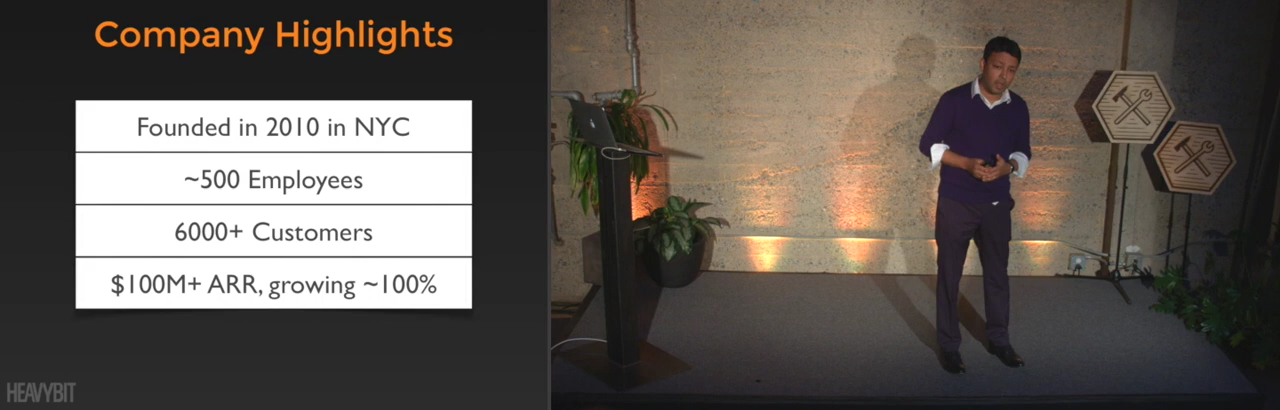 Company Highlights
Founded in 2010 in NYC
~500 Employees
6000+ Customers
$100M+ ARR, growing ~100%
HEAVYBIT